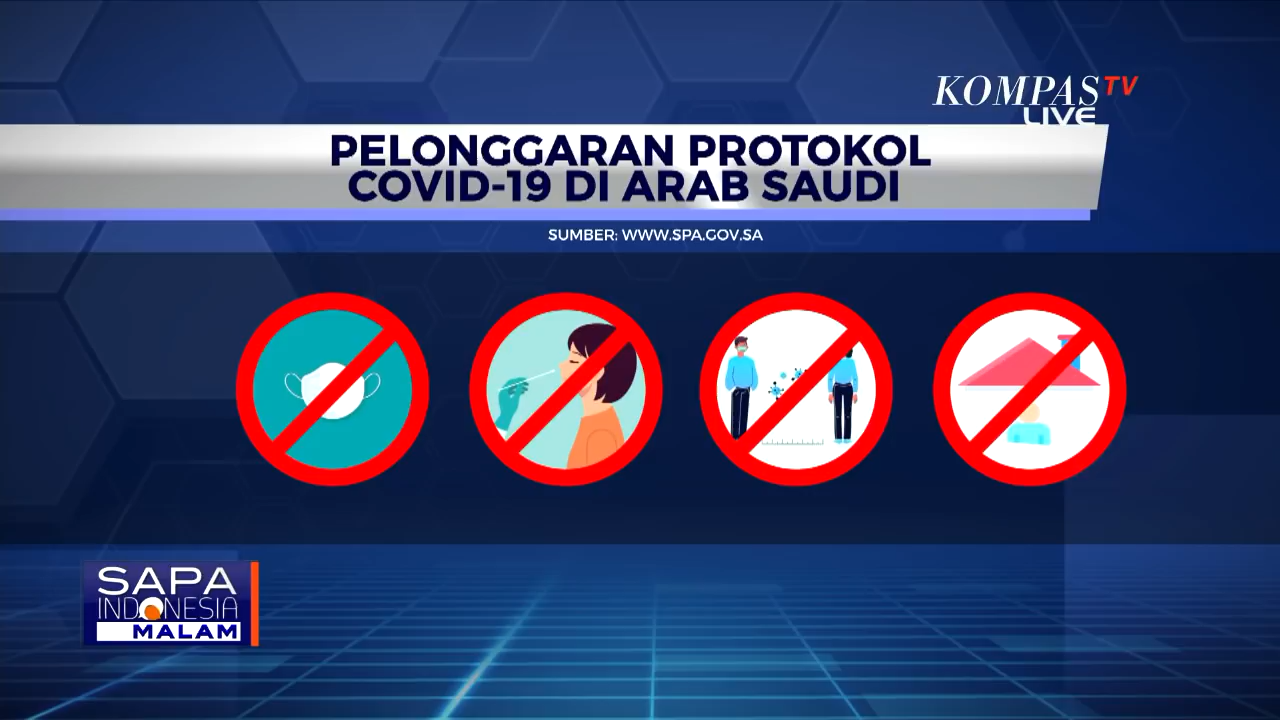 KOMPAS TV
LIVE
PELONGGARAN PROTOKOL
COVID-19 DI ARAB SAUDI
SUMBER: WWW.SPA.GOV.SA
SAPA
INDONESIA
MALAM